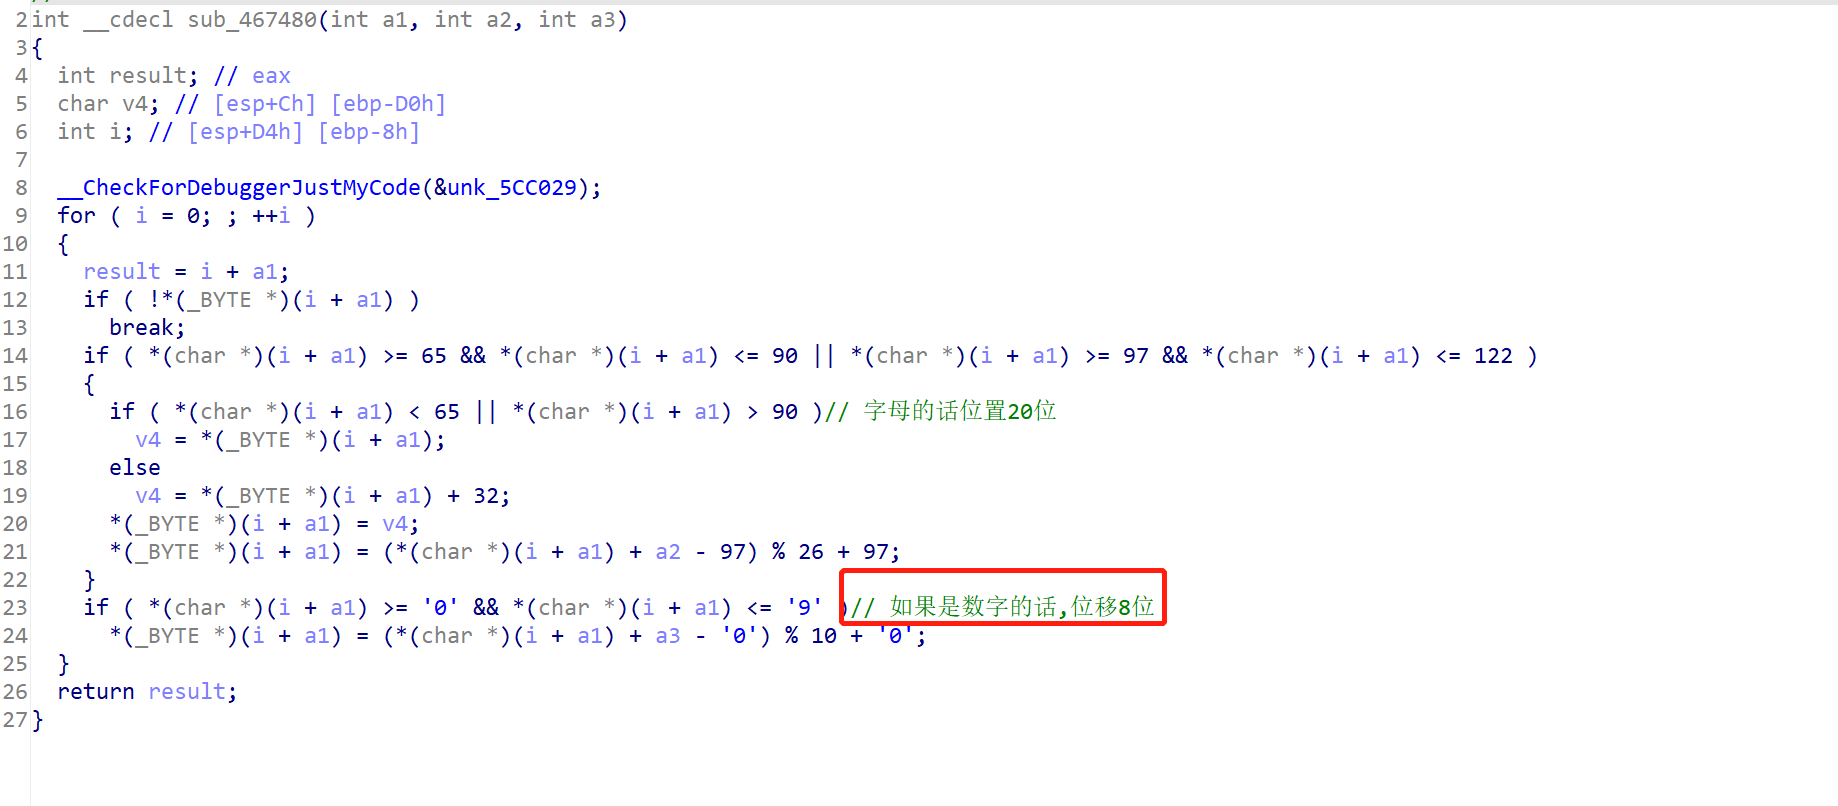 2 int __cdecl sub_467480(int a1, int a2, int a3)
3 {
4   int result; // eax
5   char v4; // [esp+Ch] [ebp-D0h]
6   int i; // [esp+D4h] [ebp-8h]
7
8   __CheckForDebuggerJustMyCode(&unk_5CC029);
9   for ( i = 0; ; ++i )
10   {
11     result = i + a1;
12     if ( !*(_BYTE *)(i + a1) )
13       break;
14     if ( *(char *)(i + a1) >= 65 && *(char *)(i + a1) <= 90 || *(char *)(i + a1) >= 97 && *(char *)(i + a1) <= 122 )
15     {
16       if ( *(char *)(i + a1) < 65 || *(char *)(i + a1) > 90 )// 字母的话位置20位
17         v4 = *(_BYTE *)(i + a1);
18       else
19         v4 = *(_BYTE *)(i + a1) + 32;
20       *(_BYTE *)(i + a1) = v4;
21       *(_BYTE *)(i + a1) = (*(char *)(i + a1) + a2 - 97) % 26 + 97;
22     }
23     if ( *(char *)(i + a1) >= '0' && *(char *)(i + a1) <= '9' )// 如果是数字的话,位移8位
24       *(_BYTE *)(i + a1) = (*(char *)(i + a1) + a3 - '0') % 10 + '0';
25   }
26   return result;
27 }